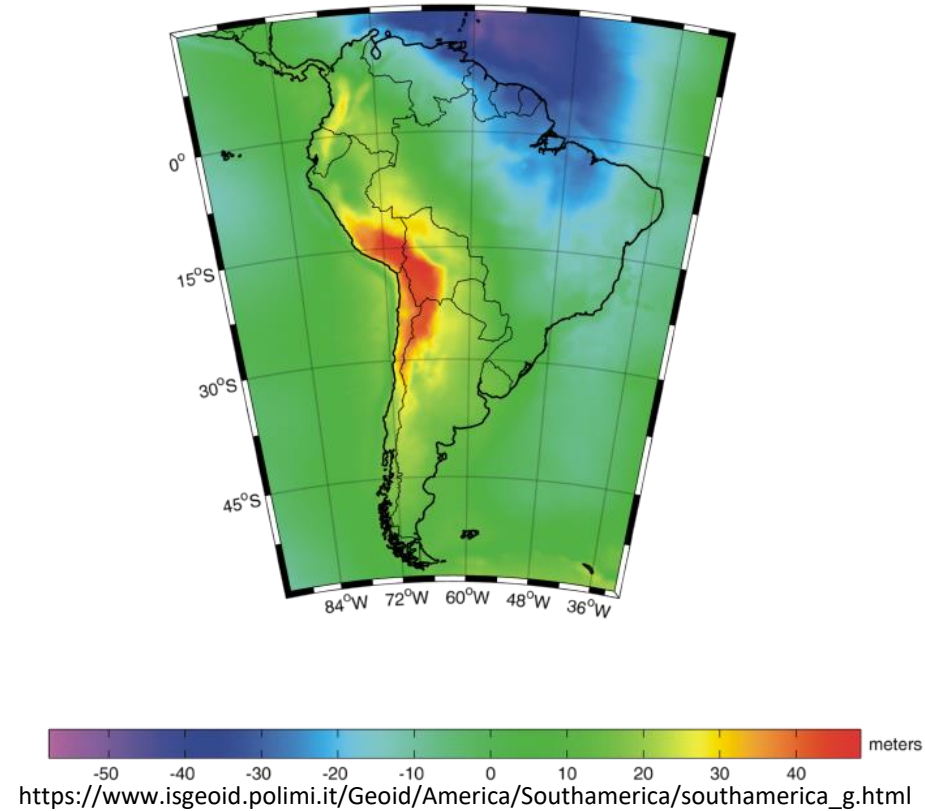 0°
15°S
30°S
45°S
84°W 72°W 60°W 48°W 36°W
meters
-50 -40 -30 -20 -10 0 10 20 30 40
https://www.isgeoid.polimi.it/Geoid/America/Southamerica/southamerica_g.html